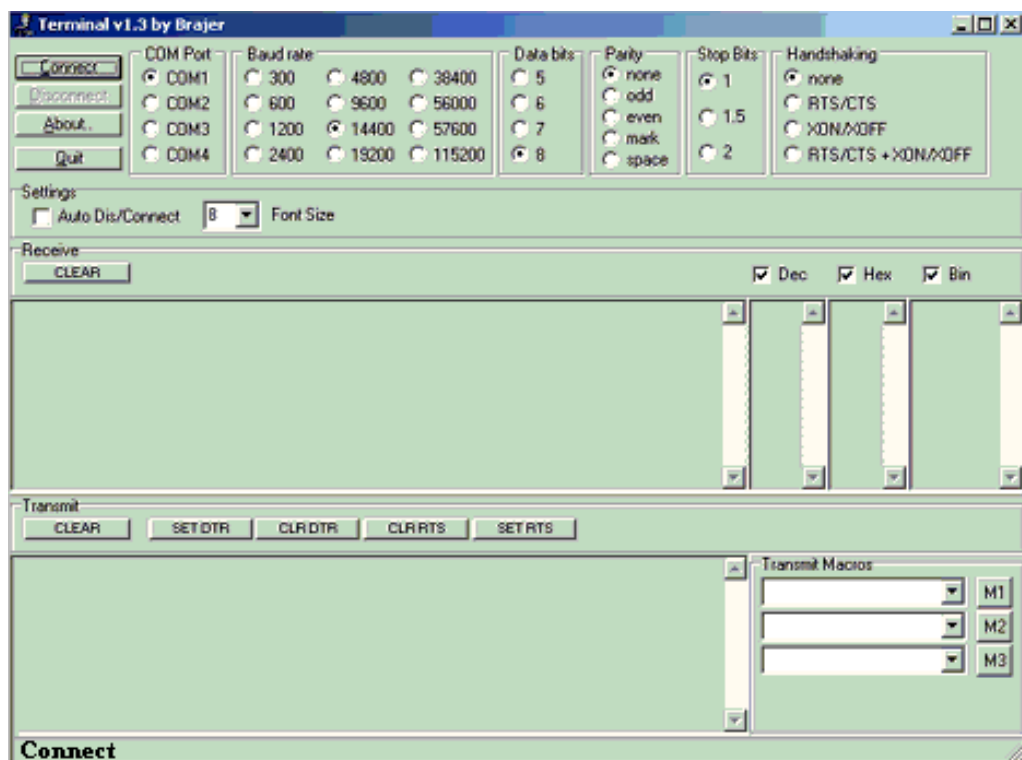 Terminal v1.3 by Brajer
Connect
Disconnect
About..
Quit
COM Port
COM1
COM2
COM3
COM4
Baud rate
300 4800 38400
600 9600 56000
1200 14400 57600
2400 19200 115200
Data bits
5
6
7
8
Parity
none
odd
even
mark
space
Stop Bits
1
1.5
2
Handshaking
none
RTS/CTS
XON/XOFF
RTS/CTS + XON/XOFF
Settings
Auto Dis/Connect 8 Font Size
Receive
CLEAR Dec Hex Bin
Transmit
CLEAR SET DTR CLR DTR CLR RTS SET RTS
Transmit Macros
M1
M2
M3
Connect